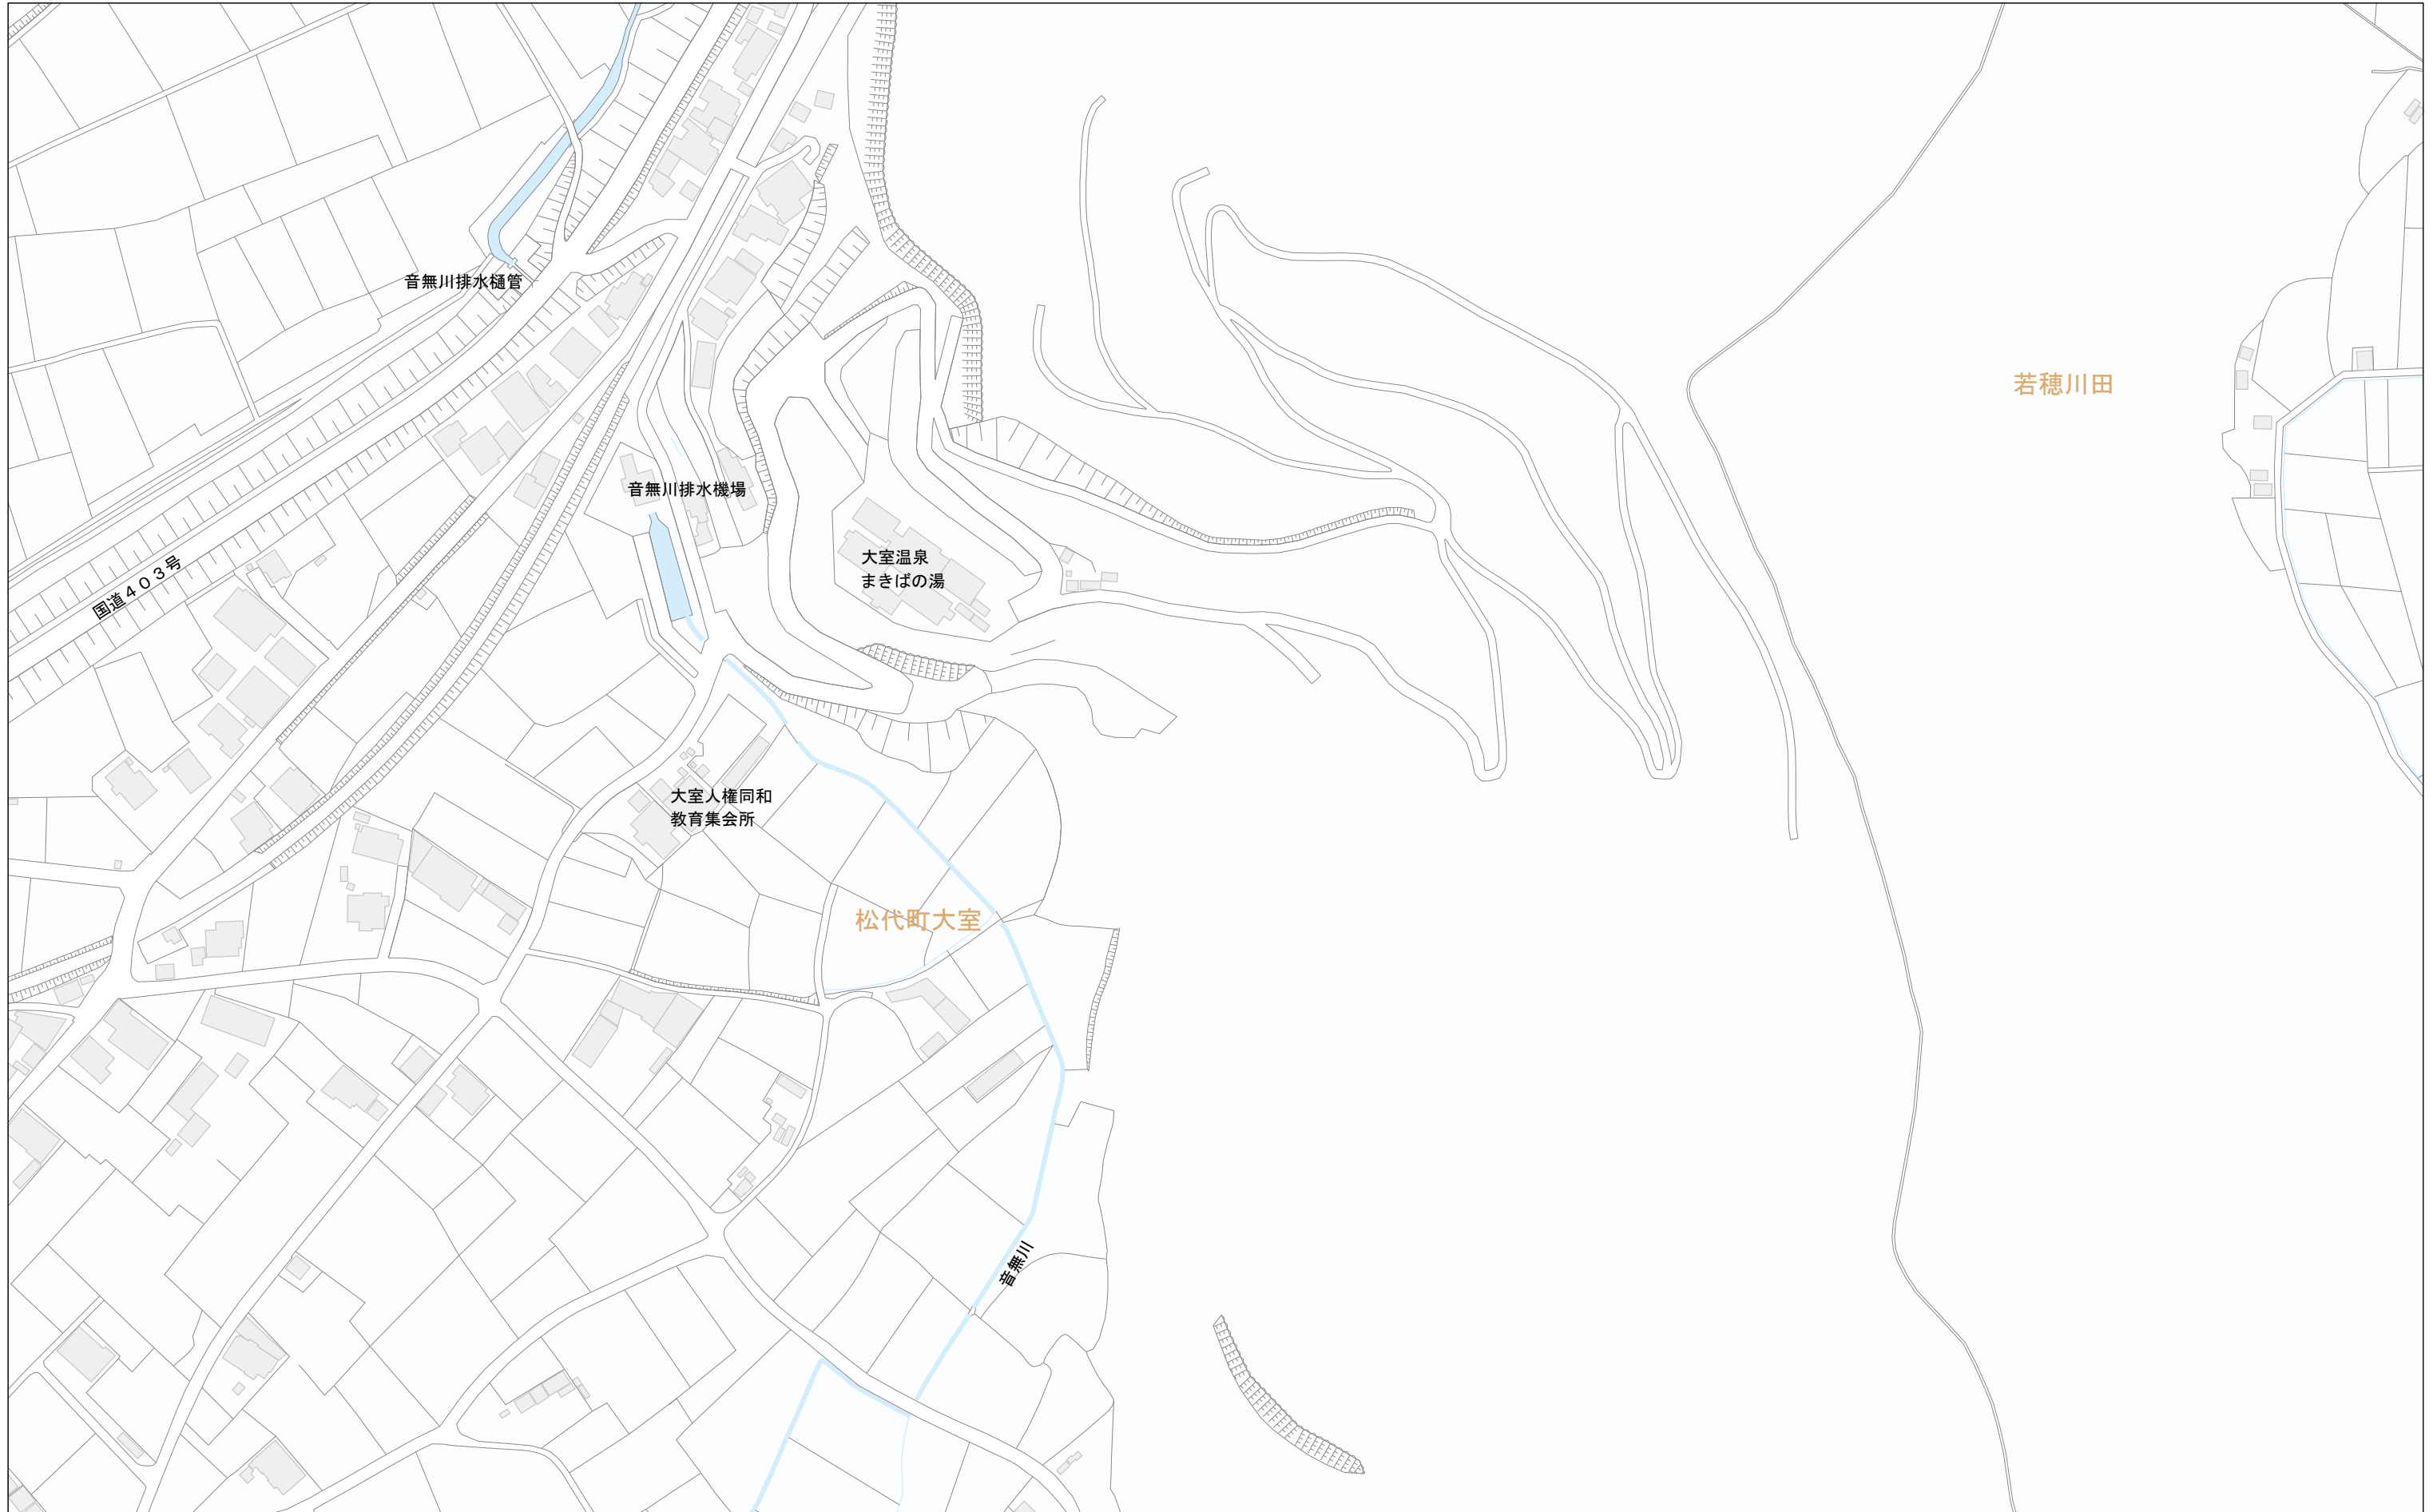 音無川排水樋管
若穂川田
音無川排水機場
大室温泉
まきばの湯
国道403号
大室人権同和
教育集会所
松代町大室
音無川